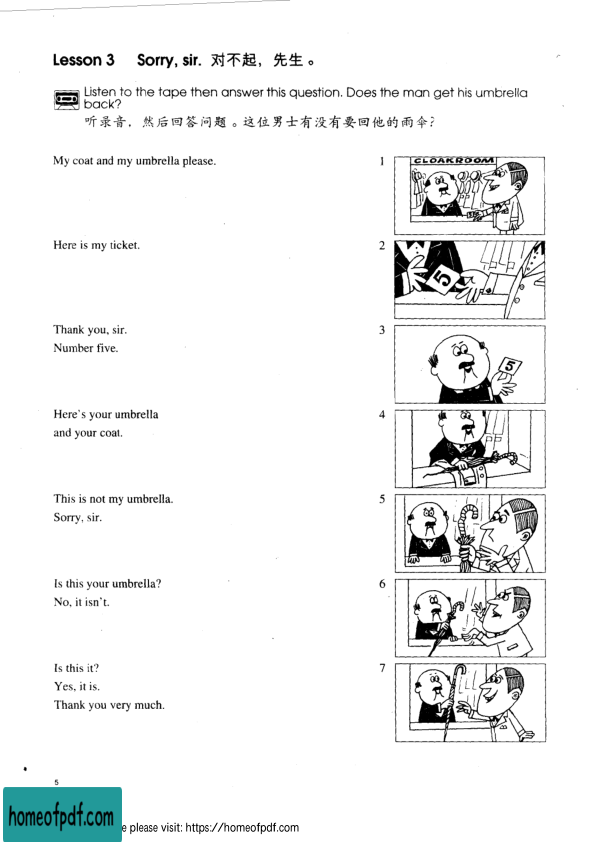 Lesson 3 Sorry, sir. 对不起，先生。
Listen to the tape then answer this question. Does the man get his umbrella
back?
听录音，然后回答问题。这位男士有没有要回他的雨伞？
My coat and my umbrella please.
1
CLOAKROOM
Here is my ticket.
2
5
Thank you, sir.
Number five.
3
5
Here's your umbrella
and your coat.
4
This is not my umbrella.
Sorry, sir.
5
Is this your umbrella?
No, it isn't.
6
Is this it?
Yes, it is.
Thank you very much.
7
5
homeofpdf.com
e please visit: https://homeofpdf.com